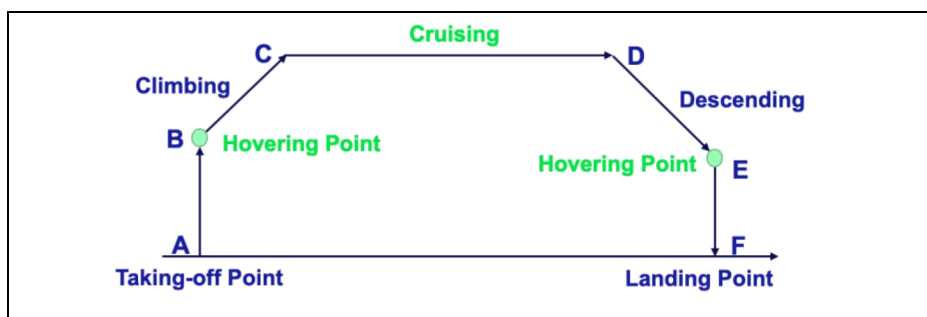 Cruising
C
D
Climbing
Descending
B
Hovering Point
Hovering Point
E
A
F
Taking-off Point
Landing Point